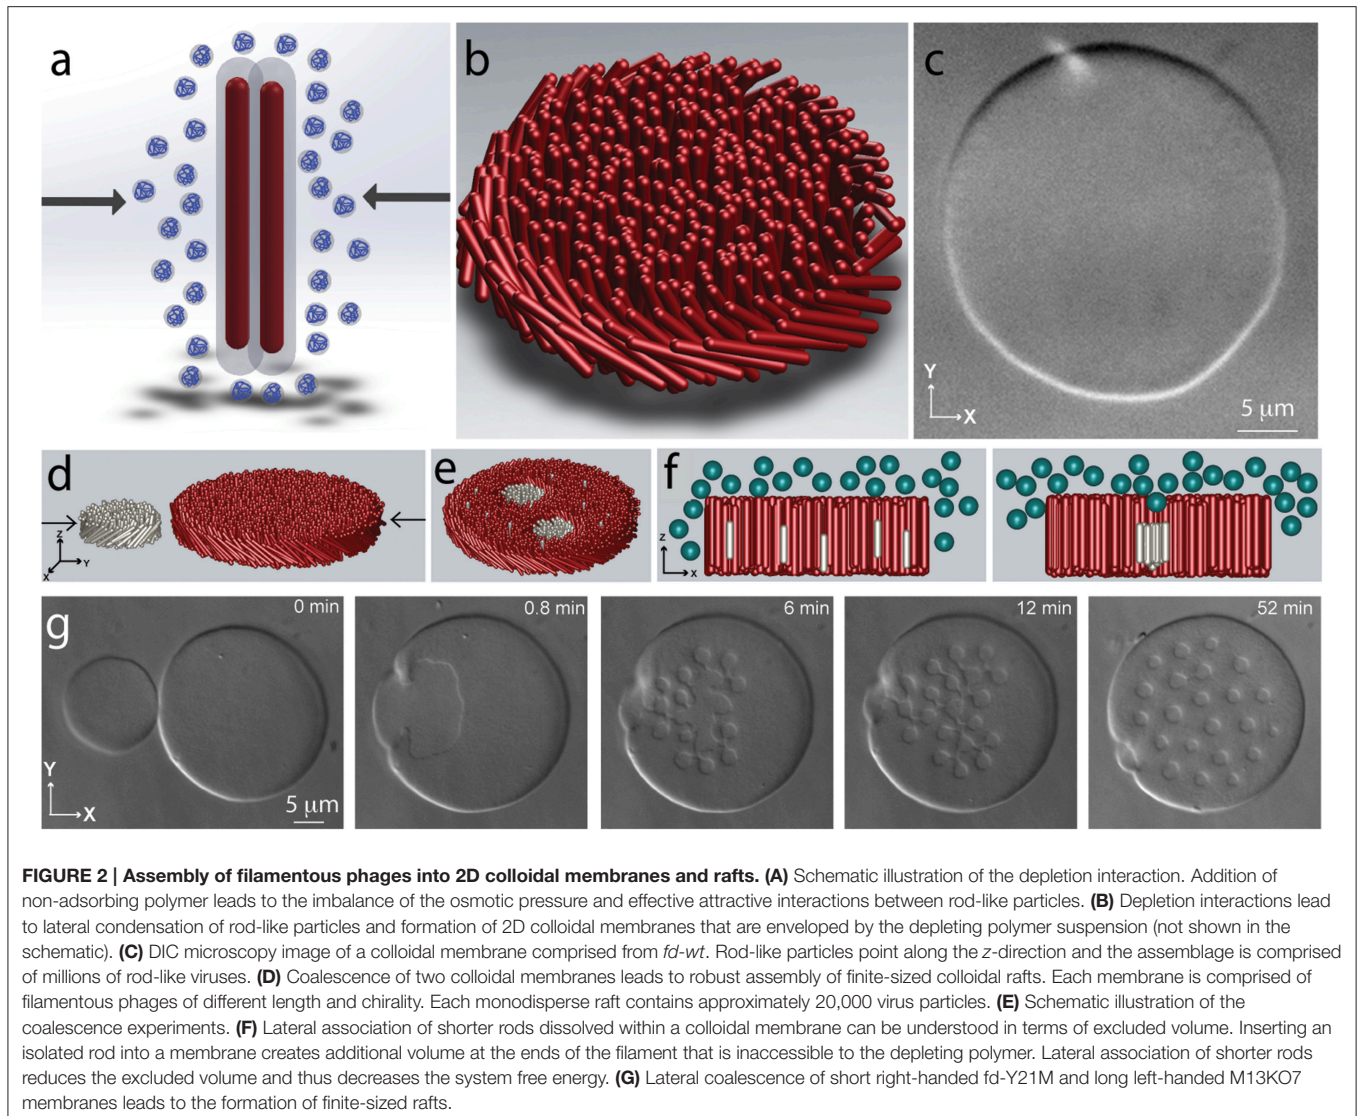 a
b
c
Y
X
5 µm
d
Z
Y
X
e
f
Z
X
g
0 min
0.8 min
6 min
12 min
52 min
Y
X
5 µm
FIGURE 2 | Assembly of filamentous phages into 2D colloidal membranes and rafts. (A) Schematic illustration of the depletion interaction. Addition of
non-adsorbing polymer leads to the imbalance of the osmotic pressure and effective attractive interactions between rod-like particles. (B) Depletion interactions lead
to lateral condensation of rod-like particles and formation of 2D colloidal membranes that are enveloped by the depleting polymer suspension (not shown in the
schematic). (C) DIC microscopy image of a colloidal membrane comprised from fd-wt. Rod-like particles point along the z-direction and the assemblage is comprised
of millions of rod-like viruses. (D) Coalescence of two colloidal membranes leads to robust assembly of finite-sized colloidal rafts. Each membrane is comprised of
filamentous phages of different length and chirality. Each monodisperse raft contains approximately 20,000 virus particles. (E) Schematic illustration of the
coalescence experiments. (F) Lateral association of shorter rods dissolved within a colloidal membrane can be understood in terms of excluded volume. Inserting an
isolated rod into a membrane creates additional volume at the ends of the filament that is inaccessible to the depleting polymer. Lateral association of shorter rods
reduces the excluded volume and thus decreases the system free energy. (G) Lateral coalescence of short right-handed fd-Y21M and long left-handed M13KO7
membranes leads to the formation of finite-sized rafts.